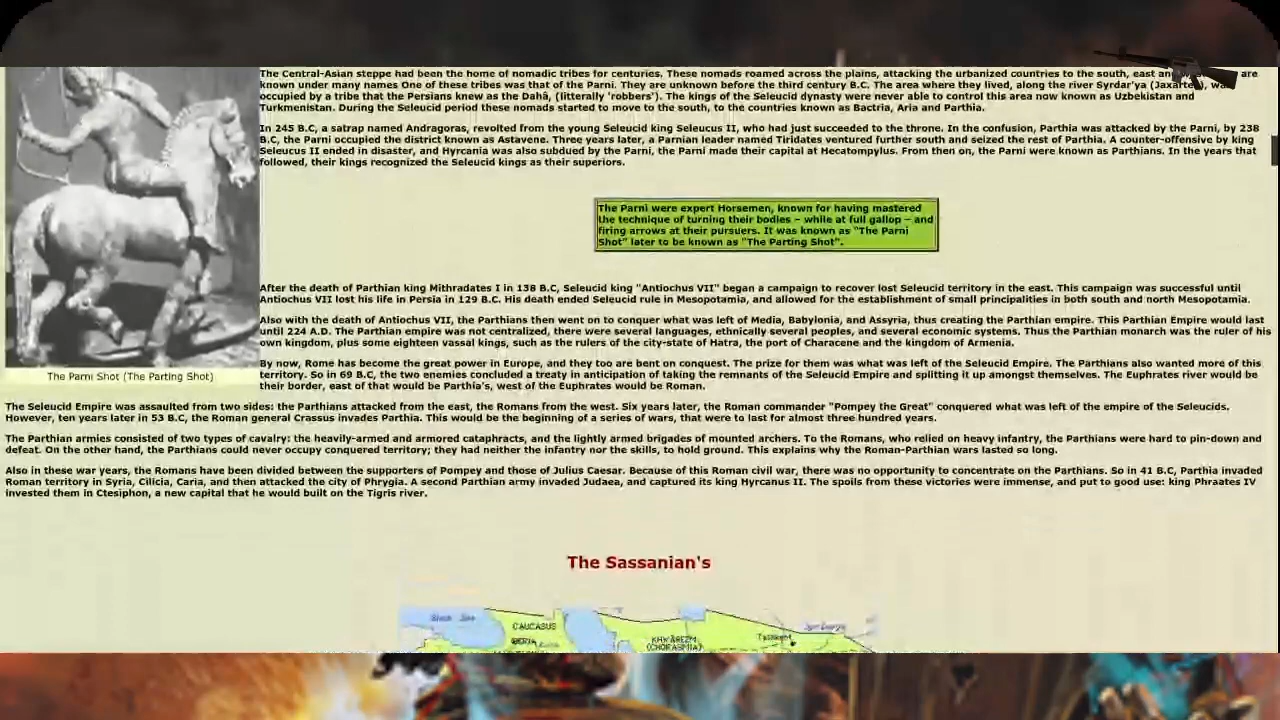 The Central-Asian steppe had been the home of nomadic tribes for centuries. These nomads roamed across the plains, attacking the urbanized countries to the south, east and are
known under many names One of these tribes was that of the Parni. They are unknown before the third century B.C. The area where they lived, along the river Syrdar'ya (Jaxartes), was
occupied by a tribe that the Persians knew as the Dahâ, (litterally 'robbers'). The kings of the Seleucid dynasty were never able to control this area now known as Uzbekistan and
Turkmenistan. During the Seleucid period these nomads started to move to the south, to the countries known as Bactria, Aria and Parthia.
In 245 B.C, a satrap named Andragoras, revolted from the young Seleucid king Seleucus II, who had just succeeded to the throne. In the confusion, Parthia was attacked by the Parni, by 238
B.C, the Parni occupied the district known as Astavene. Three years later, a Parnian leader named Tiridates ventured further south and seized the rest of Parthia. A counter-offensive by king
Seleucus II ended in disaster, and Hyrcania was also subdued by the Parni, the Parni made their capital at Hecatompylus. From then on, the Parni were known as Parthians. In the years that
followed, their kings recognized the Seleucid kings as their superiors.
The Parni were expert Horsemen, known for having mastered
the technique of turning their bodies – while at full gallop – and
firing arrows at their pursuers. It was known as "The Parni
Shot" later to be known as "The Parting Shot".
After the death of Parthian king Mithradates I in 138 B.C, Seleucid king "Antiochus VII" began a campaign to recover lost Seleucid territory in the east. This campaign was successful until
Antiochus VII lost his life in Persia in 129 B.C. His death ended Seleucid rule in Mesopotamia, and allowed for the establishment of small principalities in both south and north Mesopotamia.
Also with the death of Antiochus VII, the Parthians then went on to conquer what was left of Media, Babylonia, and Assyria, thus creating the Parthian empire. This Parthian Empire would last
until 224 A.D. The Parthian empire was not centralized, there were several languages, ethnically several peoples, and several economic systems. Thus the Parthian monarch was the ruler of his
own kingdom, plus some eighteen vassal kings, such as the rulers of the city-state of Hatra, the port of Characene and the kingdom of Armenia.
By now, Rome has become the great power in Europe, and they too are bent on conquest. The prize for them was what was left of the Seleucid Empire. The Parthians also wanted more of this
territory. So in 69 B.C, the two enemies concluded a treaty in anticipation of taking the remnants of the Seleucid Empire and splitting it up amongst themselves. The Euphrates river would be
their border, east of that would be Parthia's, west of the Euphrates would be Roman.
The Parni Shot (The Parting Shot)
The Seleucid Empire was assaulted from two sides: the Parthians attacked from the east, the Romans from the west. Six years later, the Roman commander "Pompey the Great" conquered what was left of the empire of the Seleucids.
However, ten years later in 53 B.C, the Roman general Crassus invades Parthia. This would be the beginning of a series of wars, that were to last for almost three hundred years.
The Parthian armies consisted of two types of cavalry: the heavily-armed and armored cataphracts, and the lightly armed brigades of mounted archers. To the Romans, who relied on heavy infantry, the Parthians were hard to pin-down and
defeat. On the other hand, the Parthians could never occupy conquered territory; they had neither the infantry nor the skills, to hold ground. This explains why the Roman-Parthian wars lasted so long.
Also in these war years, the Romans have been divided between the supporters of Pompey and those of Julius Caesar. Because of this Roman civil war, there was no opportunity to concentrate on the Parthians. So in 41 B.C, Parthia invaded
Roman territory in Syria, Cilicia, Caria, and then attacked the city of Phrygia. A second Parthian army invaded Judaea, and captured its king Hyrcanus II. The spoils from these victories were immense, and put to good use: king Phraates IV
invested them in Ctesiphon, a new capital that he would built on the Tigris river.
The Sassanian's
Black Sea
CAUCASUS
IBERIA
KHWAREZM
(CHORASMIA)
Tashkent